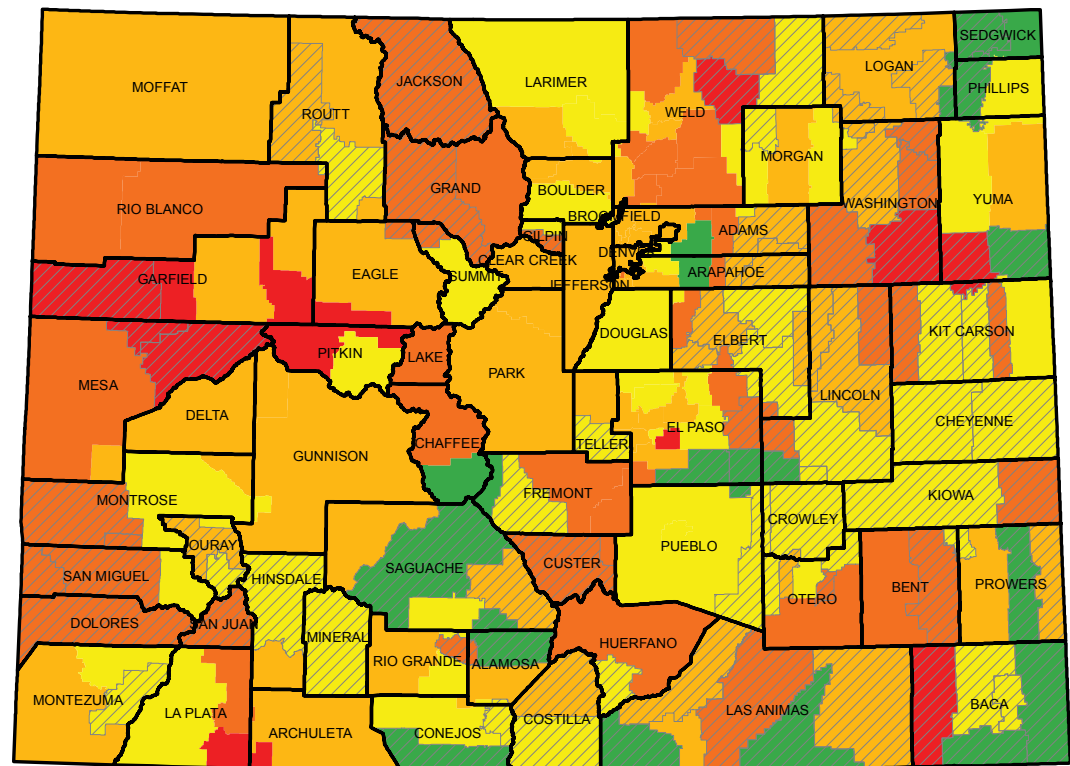 SEDGWICK
LOGAN
MOFFAT
JACKSON
LARIMER
PHILLIPS
ROUTT
WELD
MORGAN
GRAND
BOULDER
YUMA
RIO BLANCO
WASHINGTON
BROOMFIELD
ADAMS
GILPIN
DENVER
CLEAR CREEK
GARFIELD
EAGLE
SUMMIT
ARAPAHOE
JEFFERSON
DOUGLAS
KIT CARSON
ELBERT
PITKIN
LAKE
PARK
MESA
LINCOLN
DELTA
CHEYENNE
EL PASO
CHAFFEE
TELLER
GUNNISON
FREMONT
KIOWA
MONTROSE
CROWLEY
OURAY
PUEBLO
CUSTER
SAGUACHE
SAN MIGUEL
HINSDALE
PROWERS
BENT
OTERO
DOLORES
SAN JUAN
MINERAL
HUERFANO
RIO GRANDE
ALAMOSA
MONTEZUMA
BACA
LAS ANIMAS
LA PLATA
COSTILLA
ARCHULETA
CONEJOS